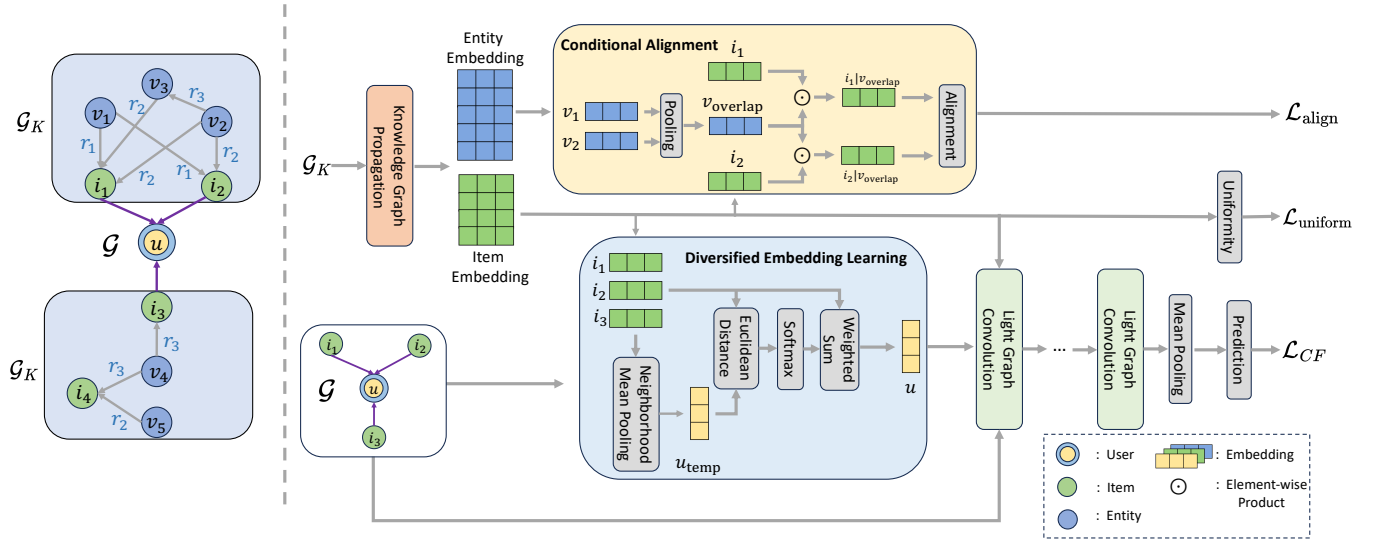 𝒢_K
v_3
v_1
v_2
r_2
r_3
r_1
r_2
r_2
r_1
i_1
i_2
𝒢
u
i_3
𝒢_K
r_3
r_3
v_4
i_4
r_2
v_5
𝒢_K
Knowledge Graph
Propagation
Entity
Embedding
Item
Embedding
Conditional Alignment
i_1
v_1
v_2
Pooling
v_overlap
i_2
i_1|v_overlap
i_2|v_overlap
Alignment
ℒ_align
Uniformity
ℒ_uniform
i_1
i_2
𝒢
u
i_3
Diversified Embedding Learning
i_1
i_2
i_3
Neighborhood
Mean Pooling
u_temp
Euclidean
Distance
Softmax
Weighted
Sum
u
Light Graph
Convolution
...
Light Graph
Convolution
Mean Pooling
Prediction
ℒ_CF
: User
: Item
: Entity
: Embedding
: Element-wise
Product